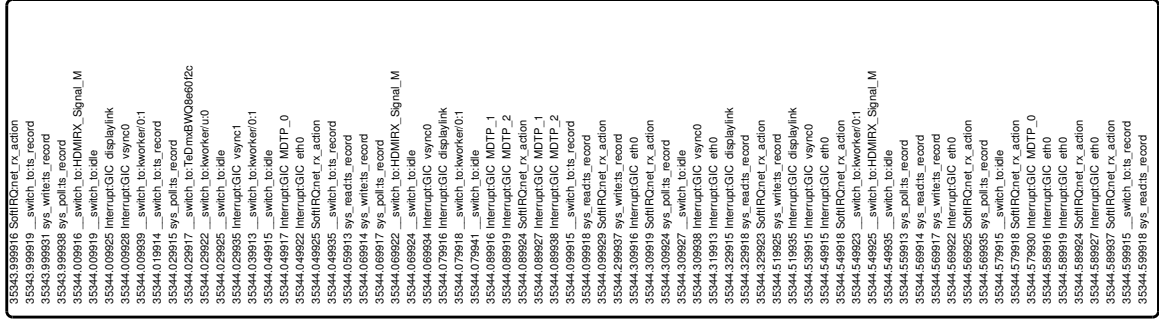 35343.999916 SoftIRQ:net_rx_action
35343.999919 __switch_to:tts_record
35343.999931 sys_write:ts_record
35343.999938 sys_poll:ts_record
35344.009916 __switch_to:HDMIRX_Signal_M
35344.009919 __switch_to:idle
35344.009925 Interrupt:GIC displaylink
35344.009928 Interrupt:GIC vsync0
35344.009939 __switch_to:kworker/0:1
35344.019914 __switch_to:ts_record
35344.029915 sys_poll:ts_record
35344.029917 __switch_to:TeDmxBWQ8e60f2c
35344.029922 __switch_to:kworker/u:0
35344.029925 __switch_to:idle
35344.029935 Interrupt:GIC vsync1
35344.039913 __switch_to:kworker/0:1
35344.049915 __switch_to:idle
35344.049917 Interrupt:GIC MDTP_0
35344.049922 Interrupt:GIC eth0
35344.049925 SoftIRQ:net_rx_action
35344.049935 __switch_to:ts_record
35344.059913 sys_read:ts_record
35344.069914 sys_write:ts_record
35344.069917 sys_poll:ts_record
35344.069922 __switch_to:HDMIRX_Signal_M
35344.069924 __switch_to:idle
35344.069934 Interrupt:GIC vsync0
35344.079916 Interrupt:GIC displaylink
35344.079918 __switch_to:kworker/0:1
35344.079941 __switch_to:idle
35344.089916 Interrupt:GIC MDTP_1
35344.089919 Interrupt:GIC MDTP_2
35344.089924 SoftIRQ:net_rx_action
35344.089927 Interrupt:GIC MDTP_1
35344.089938 Interrupt:GIC MDTP_2
35344.099915 __switch_to:ts_record
35344.099918 sys_read:ts_record
35344.099929 SoftIRQ:net_rx_action
35344.299937 sys_write:ts_record
35344.309916 Interrupt:GIC eth0
35344.309919 SoftIRQ:net_rx_action
35344.309924 sys_poll:ts_record
35344.309927 __switch_to:idle
35344.309938 Interrupt:GIC vsync0
35344.319913 Interrupt:GIC eth0
35344.329915 Interrupt:GIC displaylink
35344.329918 sys_read:ts_record
35344.329923 SoftIRQ:net_rx_action
35344.519925 sys_write:ts_record
35344.519935 Interrupt:GIC displaylink
35344.539915 Interrupt:GIC vsync0
35344.549915 Interrupt:GIC eth0
35344.549918 SoftIRQ:net_rx_action
35344.549923 __switch_to:kworker/0:1
35344.549925 __switch_to:HDMIRX_Signal_M
35344.549935 __switch_to:idle
35344.559913 sys_poll:ts_record
35344.569914 sys_read:ts_record
35344.569917 sys_write:ts_record
35344.569922 Interrupt:GIC eth0
35344.569925 SoftIRQ:net_rx_action
35344.569935 sys_poll:ts_record
35344.579915 __switch_to:idle
35344.579918 SoftIRQ:net_rx_action
35344.579930 Interrupt:GIC MDTP_0
35344.589916 Interrupt:GIC eth0
35344.589919 Interrupt:GIC eth0
35344.589924 SoftIRQ:net_rx_action
35344.589927 Interrupt:GIC eth0
35344.589937 SoftIRQ:net_rx_action
35344.599915 __switch_to:ts_record
35344.599918 sys_read:ts_record